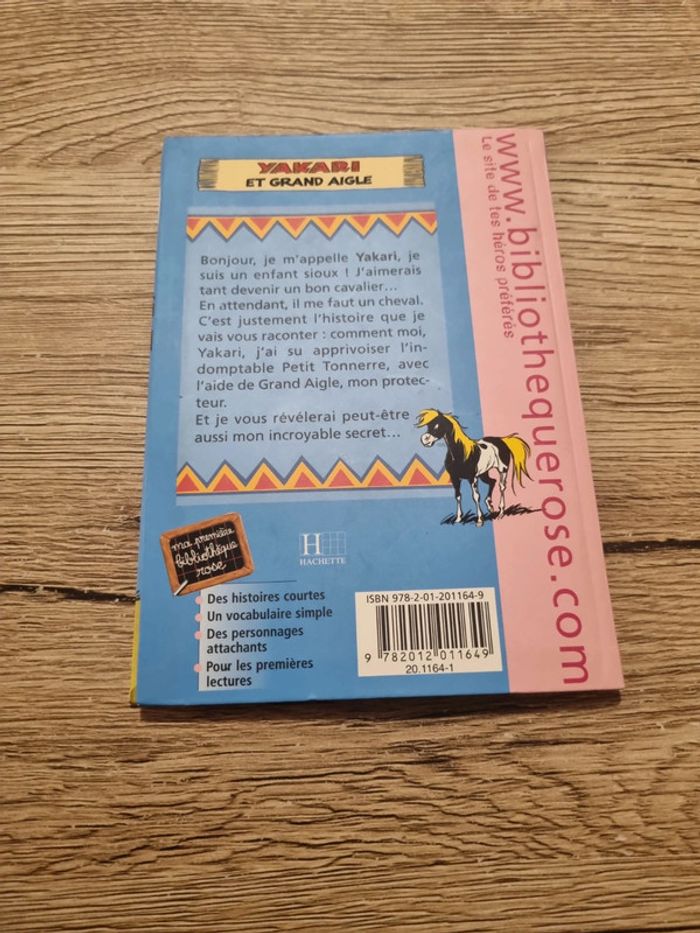 YAKARI
ET GRAND AIGLE
Bonjour, je m'appelle Yakari, je
suis un enfant sioux ! J'aimerais
tant devenir un bon cavalier...
En attendant, il me faut un cheval.
C'est justement l'histoire que je
vais vous raconter : comment moi,
Yakari, j'ai su apprivoiser l'in-
domptable Petit Tonnerre, avec
l'aide de Grand Aigle, mon protec-
teur.
Et je vous révélerai peut-être
aussi mon incroyable secret...
ma première
bibliothèque
rose
H
HACHETTE
Des histoires courtes
Un vocabulaire simple
Des personnages
attachants
Pour les premières
lectures
ISBN 978-2-01-201164-9
9 782012 011649
20.1164-1
www.bibliothequerose.com
Le site de tes héros préférés